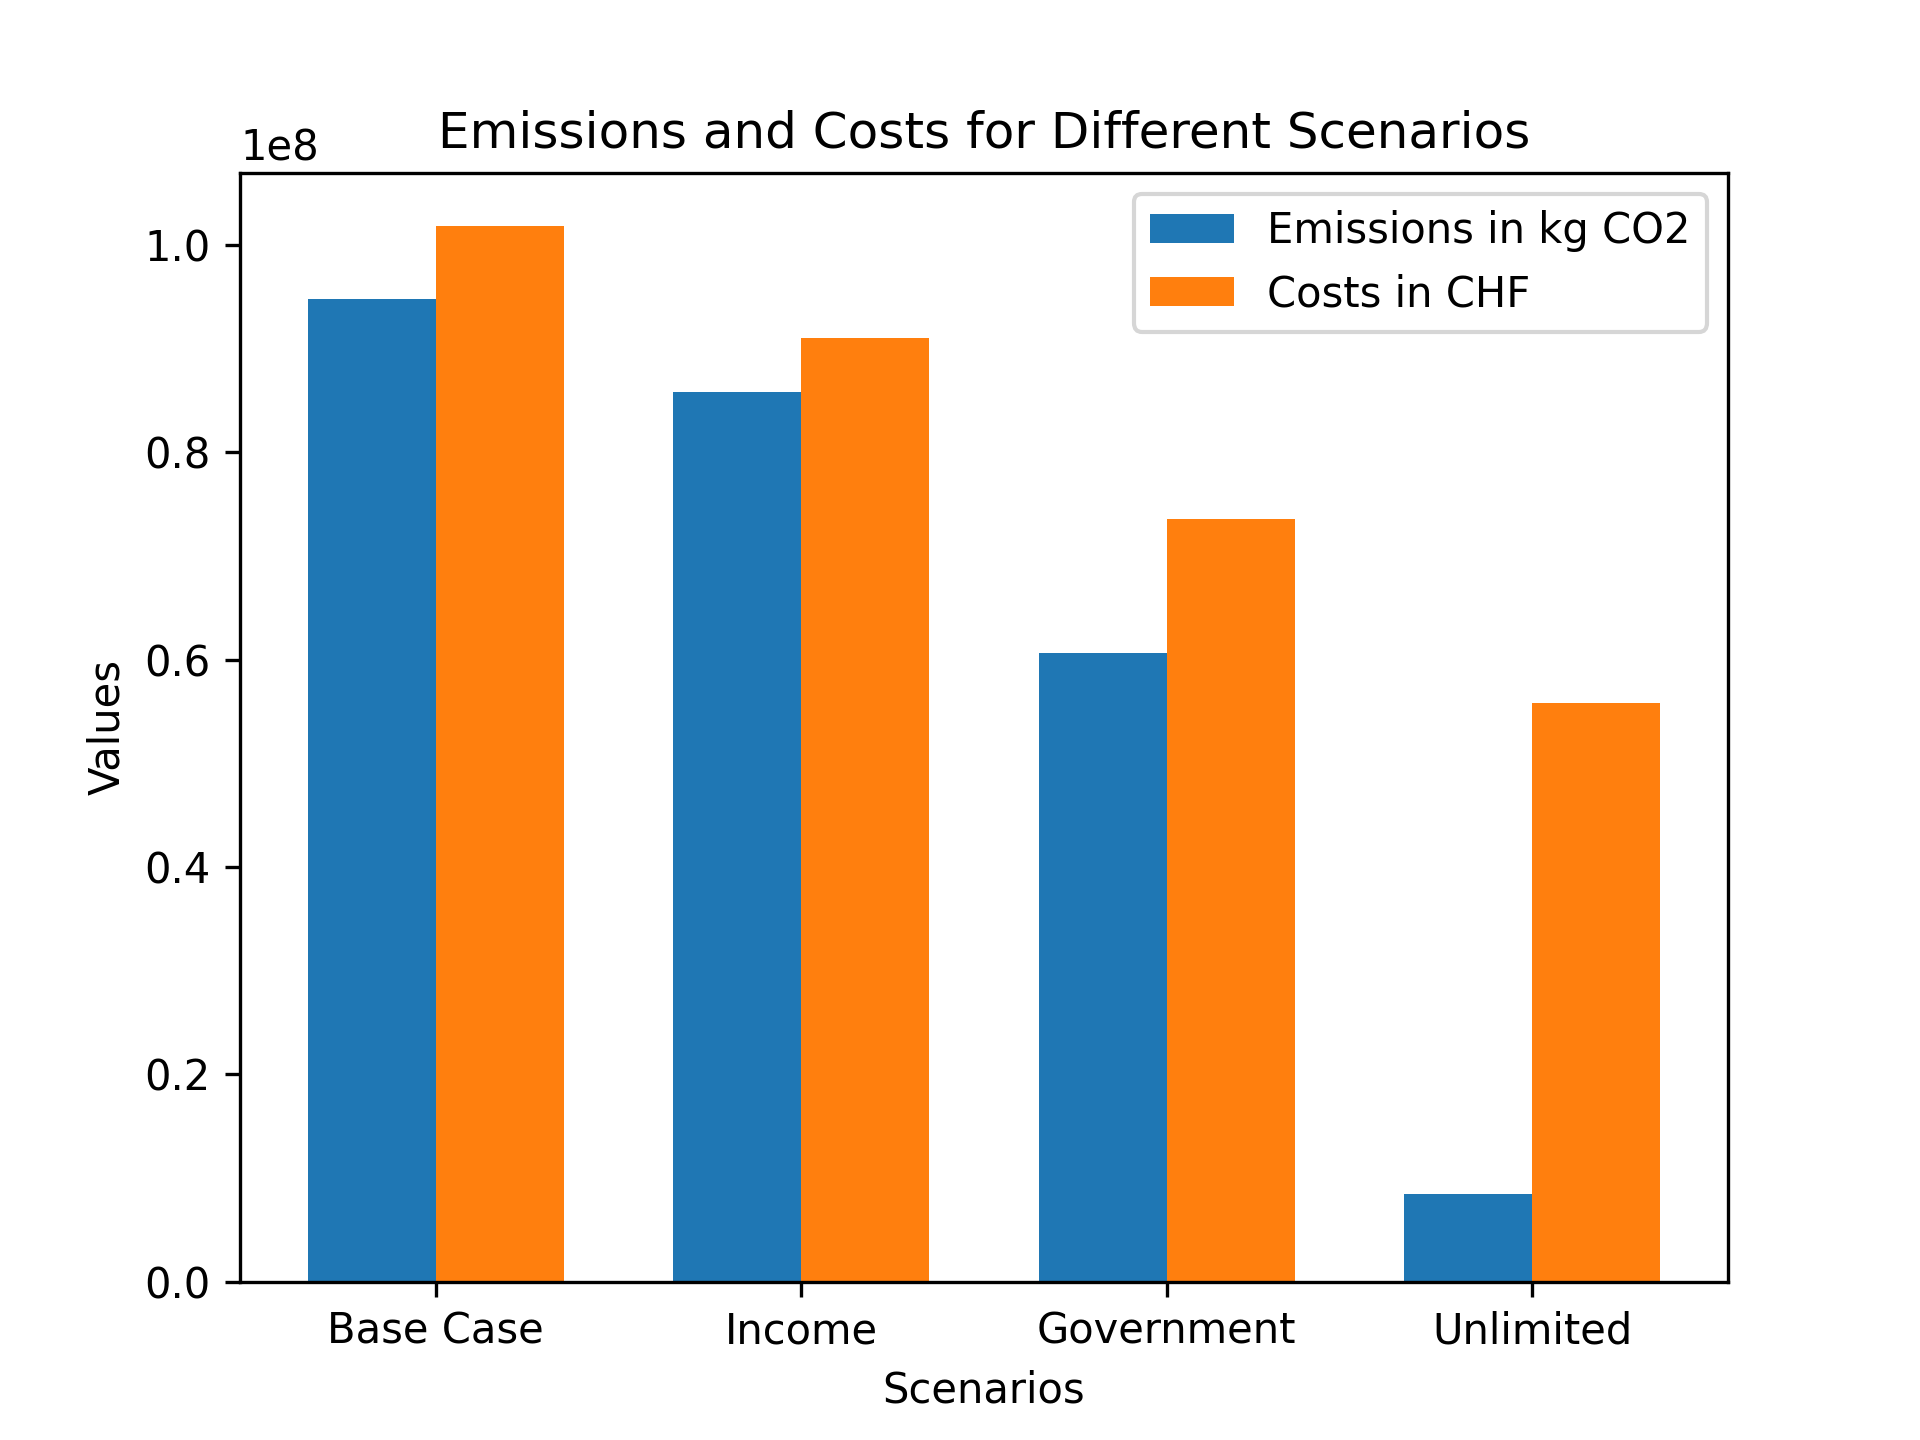 Emissions and Costs for Different Scenarios
1e8
Emissions in kg CO2
Costs in CHF
1.0
0.8
0.6
0.4
0.2
0.0
Values
Base Case
Income
Government
Unlimited
Scenarios